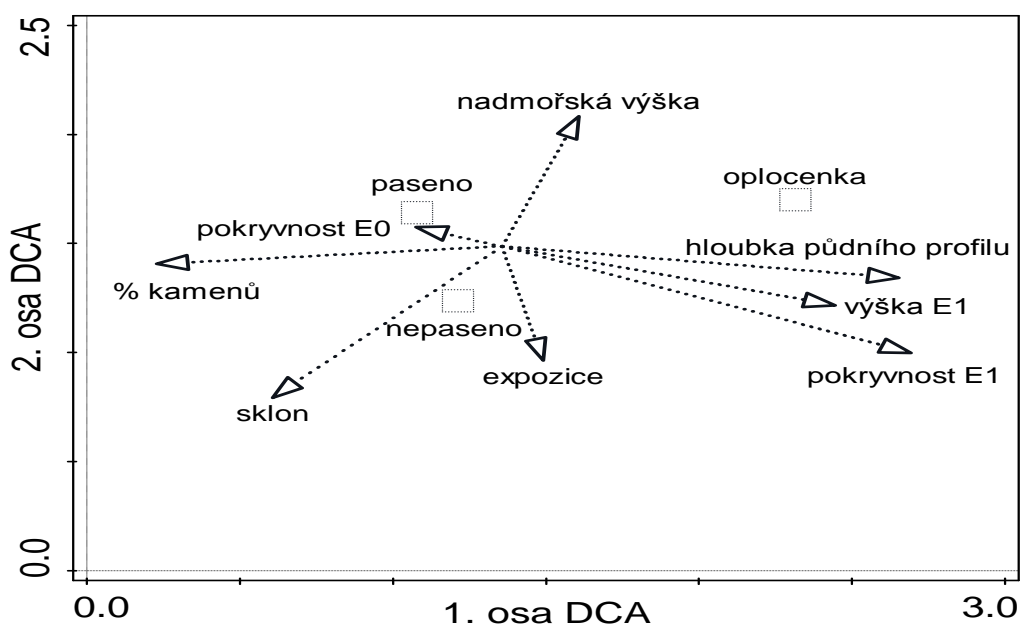 2.5
nadmořská výška
paseno
oplocenka
pokryvnost E0
hloubka půdního profilu
% kamenů
výška E1
nepaseno
expozice
pokryvnost E1
sklon
2. osa DCA
0.0
0.0
1. osa DCA
3.0